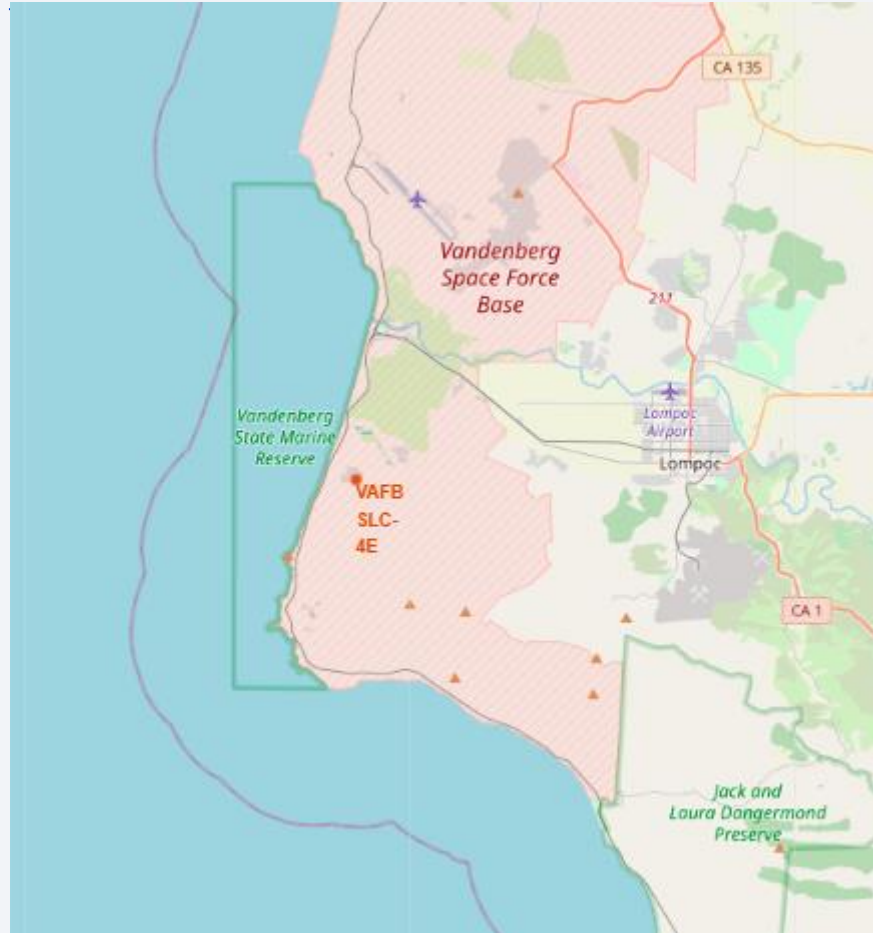 CA 135
Vandenberg
Space Force
Base
211
Lompoc
Airport
Vandenberg
State Marine
Reserve
Lompoc
VAFB
SLC-
4E
CA 1
Jack and
Laura Dangermond
Preserve